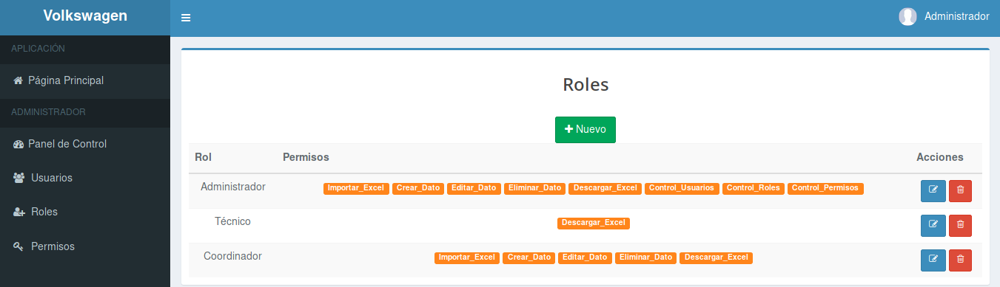 Volkswagen
Administrador
APLICACIÓN
Página Principal
ADMINISTRADOR
Panel de Control
Usuarios
Roles
Permisos
Roles
Nuevo
Rol Permisos Acciones
Administrador Importar_Excel Crear_Dato Editar_Dato Eliminar_Dato Descargar_Excel Control_Usuarios Control_Roles Control_Permisos
Técnico Descargar_Excel
Coordinador Importar_Excel Crear_Dato Editar_Dato Eliminar_Dato Descargar_Excel